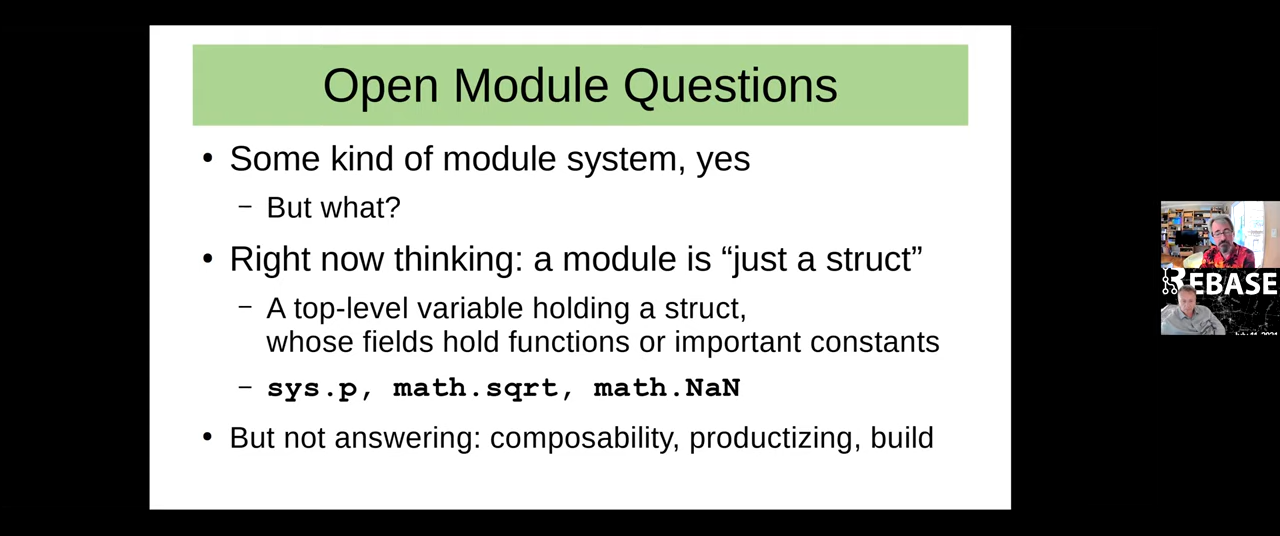 Open Module Questions
• Some kind of module system, yes
– But what?
• Right now thinking: a module is “just a struct”
– A top-level variable holding a struct,
whose fields hold functions or important constants
– sys.p, math.sqrt, math.NaN
• But not answering: composability, productizing, build
REBASE